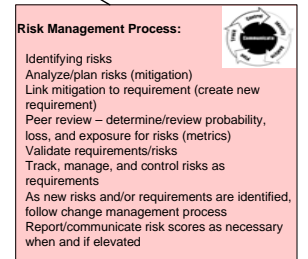 Risk Management Process:
Communicate
Identifying risks
Analyze/plan risks (mitigation)
Link mitigation to requirement (create new
requirement)
Peer review – determine/review probability,
loss, and exposure for risks (metrics)
Validate requirements/risks
Track, manage, and control risks as
requirements
As new risks and/or requirements are identified,
follow change management process
Report/communicate risk scores as necessary
when and if elevated